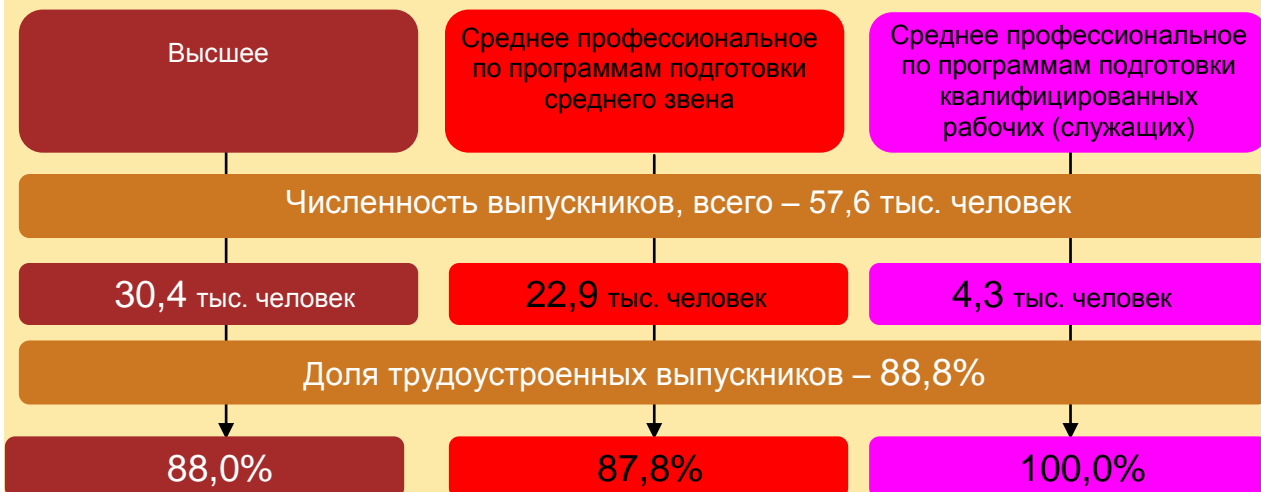 Высшее
Среднее профессиональное
по программам подготовки
среднего звена
Среднее профессиональное
по программам подготовки
квалифицированных
рабочих (служащих)
Численность выпускников, всего – 57,6 тыс. человек
30,4 тыс. человек
22,9 тыс. человек
4,3 тыс. человек
Доля трудоустроенных выпускников – 88,8%
88,0%
87,8%
100,0%